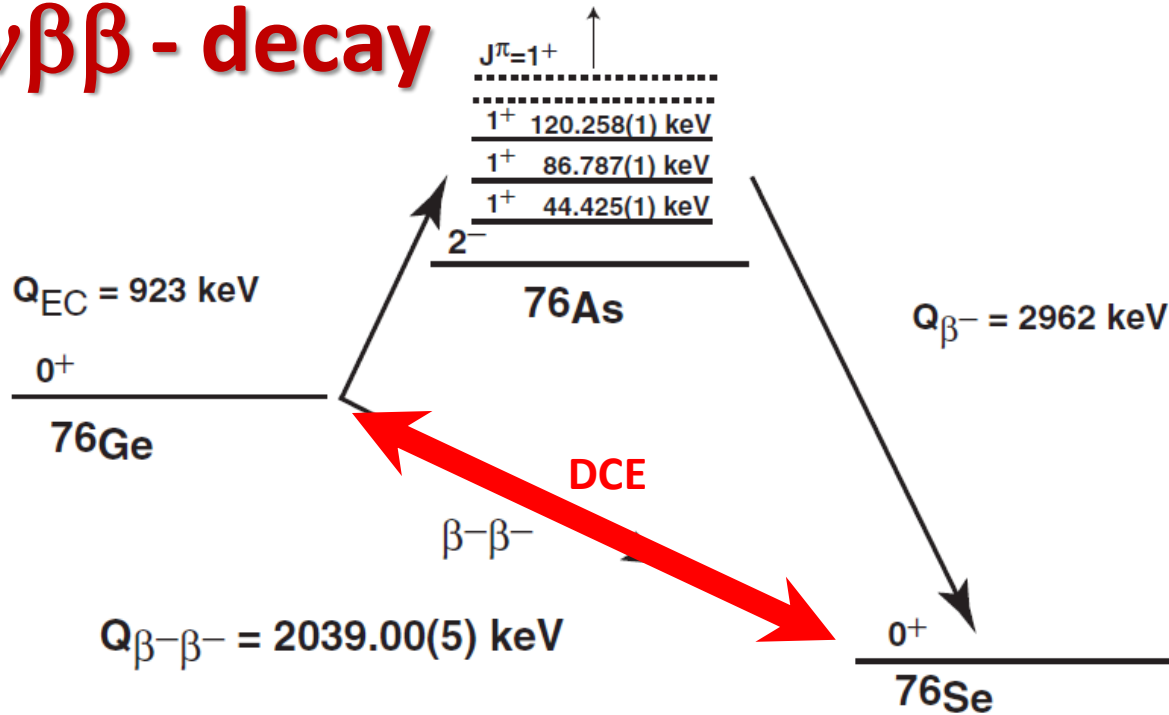 νββ - decay
Jπ=1+
1+ 120.258(1) keV
1+ 86.787(1) keV
1+ 44.425(1) keV
2−
76As
QEC = 923 keV
Qβ− = 2962 keV
0+
76Ge
DCE
β−β−
Qβ−β− = 2039.00(5) keV
0+
76Se